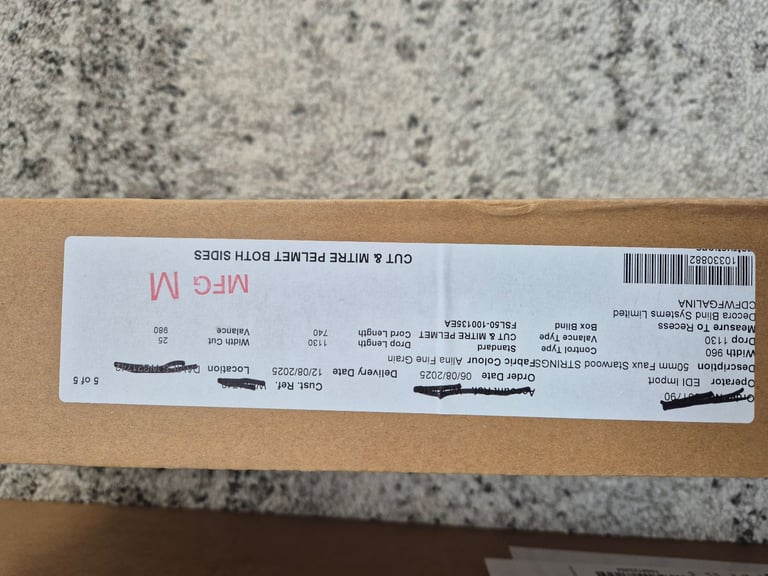 5 of 5
Operator EDI Import
Order Date 06/08/2025
Cust. Ref.
Delivery Date 12/08/2025
Location
Description 50mm Faux Starwood STRINGS
Fabric Colour Alina Fine Grain
Width 960
Control Type Standard
Drop Length 1130
Width Cut 25
Drop 1130
Valance Type CUT & MITRE PELMET
Cord Length 740
Valance 980
Measure To Recess
Box Blind FSL50-1001135EA
Decora Blind Systems Limited
CDFWFGALINA
MFG M
10330882
CUT & MITRE PELMET BOTH SIDES